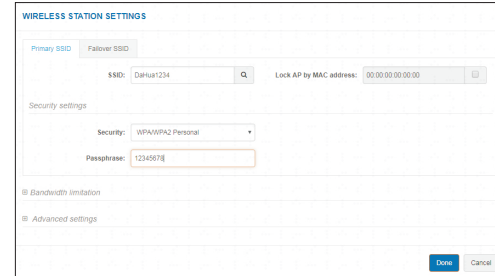 WIRELESS STATION SETTINGS
Primary SSID Failover SSID
SSID: DaHua1234 Lock AP by MAC address: 00:00:00:00:00:00
Security settings
Security: WPA/WPA2 Personal
Passphrase: 12345678
Bandwidth limitation
Advanced settings
Done Cancel